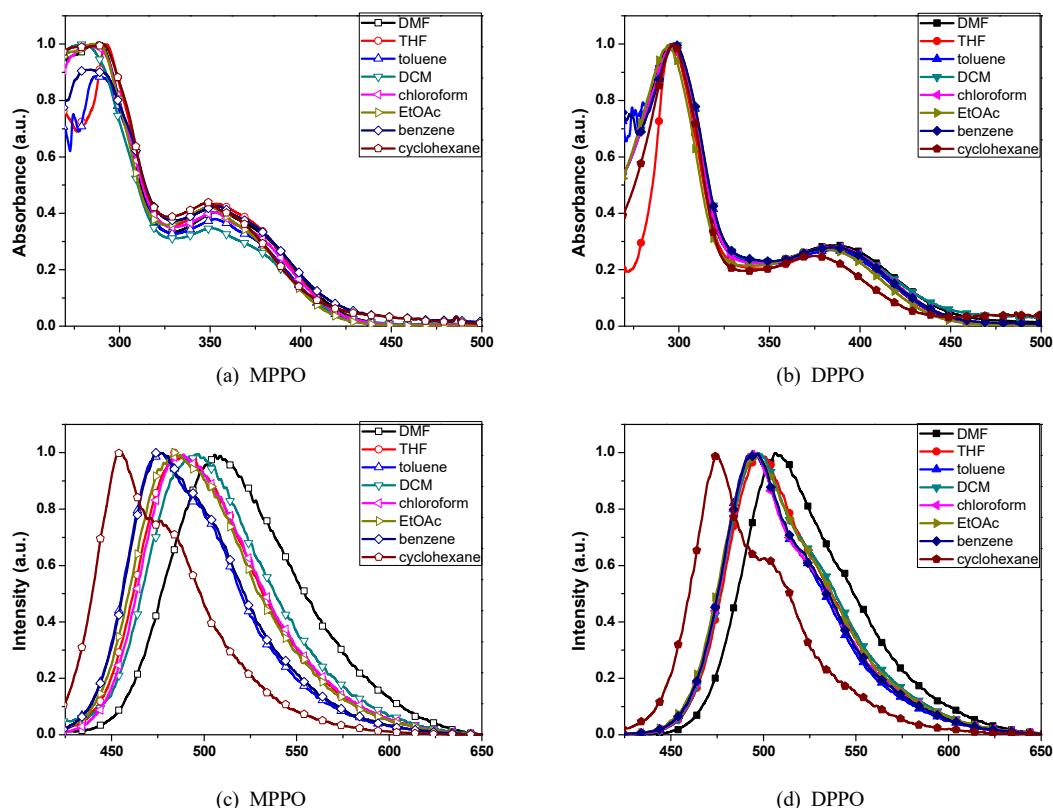 DMF
THF
toluene
DCM
chloroform
EtOAc
benzene
cyclohexane
Absorbance (a.u.)
1.0
0.8
0.6
0.4
0.2
0.0
300 350 400 450 500
(a) MPPO
DMF
THF
toluene
DCM
chloroform
EtOAc
benzene
cyclohexane
Absorbance (a.u.)
1.0
0.8
0.6
0.4
0.2
0.0
300 350 400 450 500
(b) DPPO
DMF
THF
toluene
DCM
chloroform
EtOAc
benzene
cyclohexane
Intensity (a.u.)
1.0
0.8
0.6
0.4
0.2
0.0
450 500 550 600 650
(c) MPPO
DMF
THF
toluene
DCM
chloroform
EtOAc
benzene
cyclohexane
Intensity (a.u.)
1.0
0.8
0.6
0.4
0.2
0.0
450 500 550 600 650
(d) DPPO